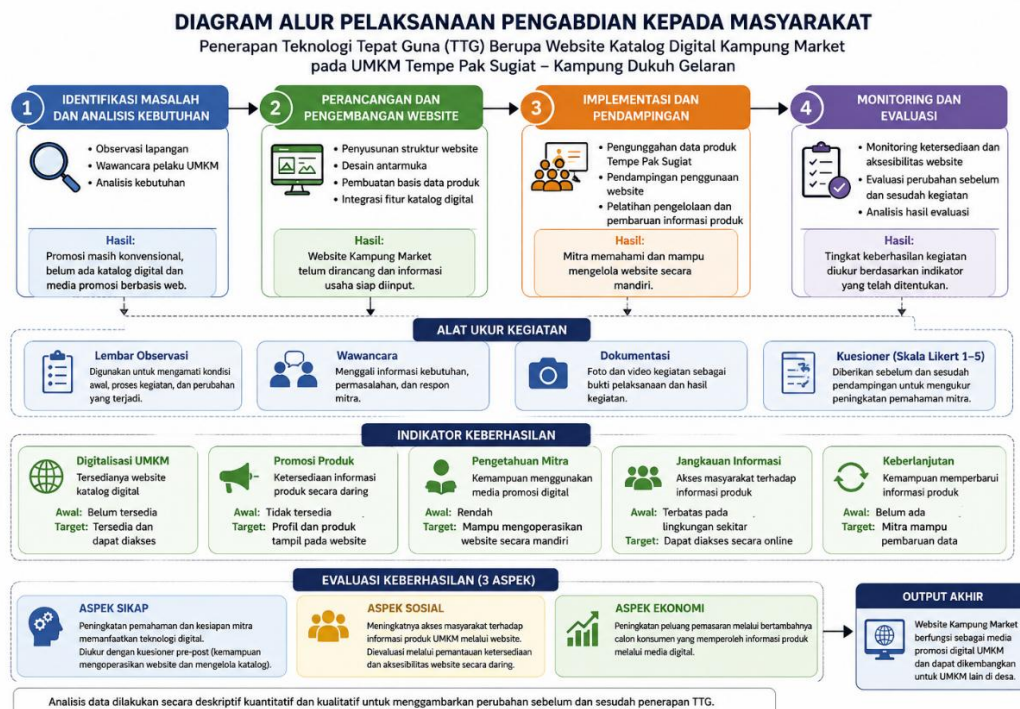 DIAGRAM ALUR PELAKSANAAN PENGABDIAN KEPADA MASYARAKAT
Penerapan Teknologi Tepat Guna (TTG) Berupa Website Katalog Digital Kampung Market
pada UMKM Tempe Pak Sugiat – Kampung Dukuh Gelaran
1
IDENTIFIKASI MASALAH
DAN ANALISIS KEBUTUHAN
• Observasi lapangan
• Wawancara pelaku UMKM
• Analisis kebutuhan
Hasil:
Promosi masih konvensional,
belum ada katalog digital dan
media promosi berbasis web.
2
PERANCANGAN DAN
PENGEMBANGAN WEBSITE
• Penyusunan struktur website
• Desain antarmuka
• Pembuatan basis data produk
• Integrasi fitur katalog digital
Hasil:
Website Kampung Market
telum dirancang dan informasi
usaha siap diinput.
3
IMPLEMENTASI DAN
PENDAMPINGAN
• Pengunggahan data produk
Tempe Pak Sugiat
• Pendampingan penggunaan
website
• Pelatihan pengelolaan dan
pembaruan informasi produk
Hasil:
Mitra memahami dan mampu
mengelola website secara
mandiri.
4
MONITORING DAN
EVALUASI
• Monitoring ketersediaan dan
aksesibilitas website
• Evaluasi perubahan sebelum
dan sesudah kegiatan
• Analisis hasil evaluasi
Hasil:
Tingkat keberhasilan kegiatan
diukur berdasarkan indikator
yang telah ditentukan.
ALAT UKUR KEGIATAN
Lembar Observasi
Digunakan untuk mengamati kondisi
awal, proses kegiatan, dan perubahan
yang terjadi.
Wawancara
Menggali informasi kebutuhan,
permasalahan, dan respon
mitra.
Dokumentasi
Foto dan video kegiatan sebagai
bukti pelaksanaan dan hasil
kegiatan.
Kuesioner (Skala Likert 1–5)
Diberikan sebelum dan sesudah
pendampingan untuk mengukur
peningkatan pemahaman mitra.
INDIKATOR KEBERHASILAN
Digitalisasi UMKM
Tersedianya website
katalog digital
Awal: Belum tersedia
Target: Tersedia dan
dapat diakses
Promosi Produk
Ketersediaan informasi
produk secara daring
Awal: Tidak tersedia
Target: Profil dan produk
tampil pada website
Pengetahuan Mitra
Kemampuan menggunakan
media promosi digital
Awal: Rendah
Target: Mampu mengoperasikan
website secara mandiri
Jangkauan Informasi
Akses masyarakat terhadap
informasi produk
Awal: Terbatas pada
lingkungan sekitar
Target: Dapat diakses secara online
Keberlanjutan
Kemampuan memperbarui
informasi produk
Awal: Belum ada
Target: Mitra mampu
pembaruan data
EVALUASI KEBERHASILAN (3 ASPEK)
ASPEK SIKAP
Peningkatan pemahaman dan kesiapan mitra
memanfaatkan teknologi digital.
Diukur dengan kuesioner pre-post (kemampuan
mengoperasikan website dan mengelola katalog).
ASPEK SOSIAL
Meningkatnya akses masyarakat terhadap
informasi produk UMKM melalui website.
Dievaluasi melalui pemantauan ketersediaan
dan aksesibilitas website secara daring.
ASPEK EKONOMI
Peningkatan peluang pemasaran melalui bertambahnya
calon konsumen yang memperoleh informasi produk
melalui media digital.
OUTPUT AKHIR
Website Kampung Market
berfungsi sebagai media
promosi digital UMKM
dan dapat dikembangkan
untuk UMKM lain di desa.
Analisis data dilakukan secara deskriptif kuantitatif dan kualitatif untuk menggambarkan perubahan sebelum dan sesudah penerapan TTG.